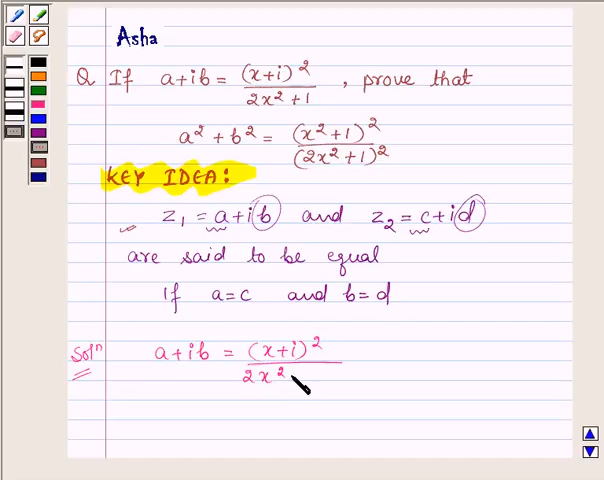 Asha
Q If a+ib = (x+i)² / 2x²+1 , prove that
a² + b² = (x²+1)² / (2x²+1)²
KEY IDEA:
z₁ = a+ib and z₂ = c+id
are said to be equal
If a=c and b=d
Solⁿ a+ib = (x+i)² / 2x²